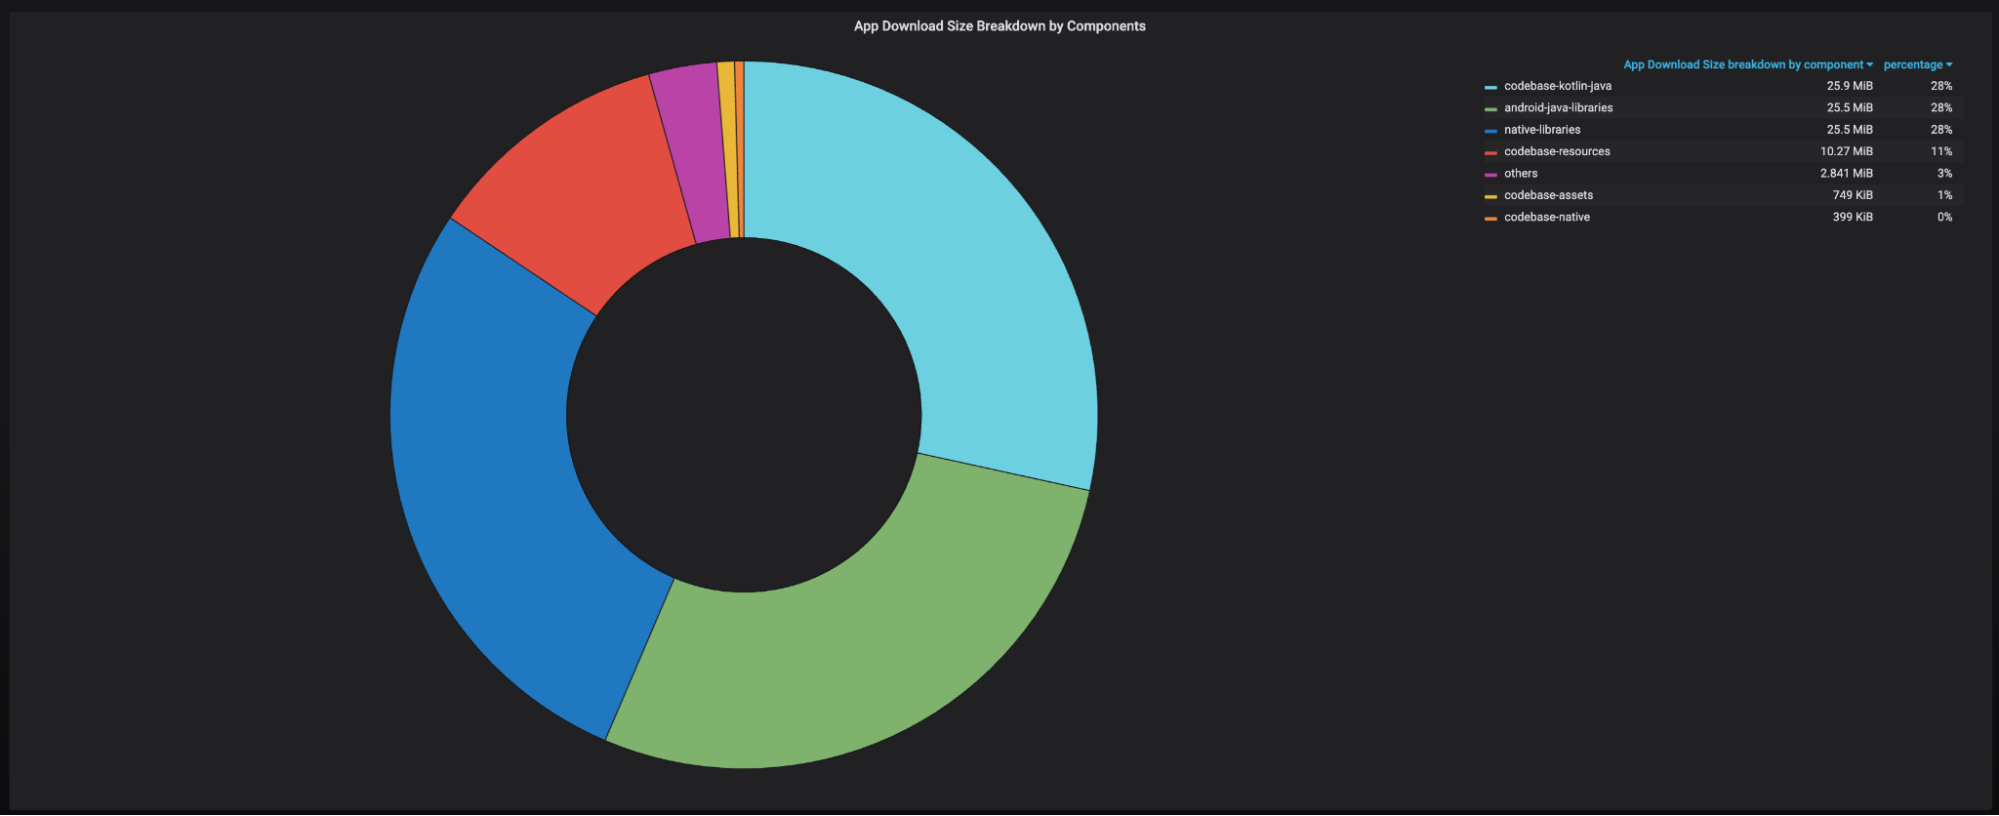 App Download Size Breakdown by Components
App Download Size breakdown by component percentage
codebase-kotlin-java 25.9 MiB 28%
android-java-libraries 25.5 MiB 28%
native-libraries 25.5 MiB 28%
codebase-resources 10.27 MiB 11%
others 2.841 MiB 3%
codebase-assets 749 KiB 1%
codebase-native 399 KiB 0%